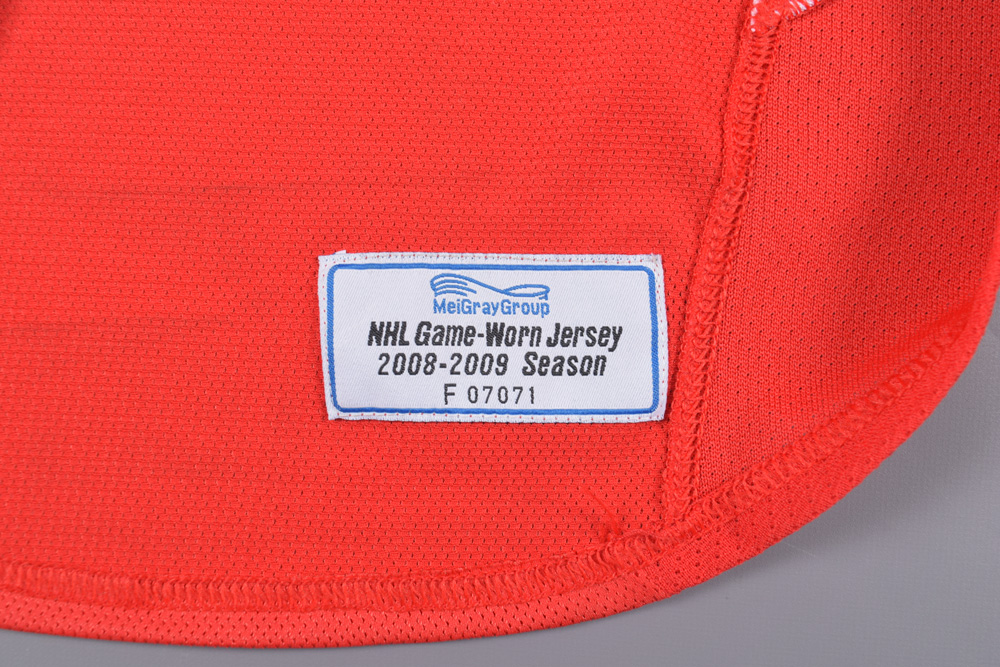 MeiGrayGroup
NHL Game-Worn Jersey
2008-2009 Season
F 07071